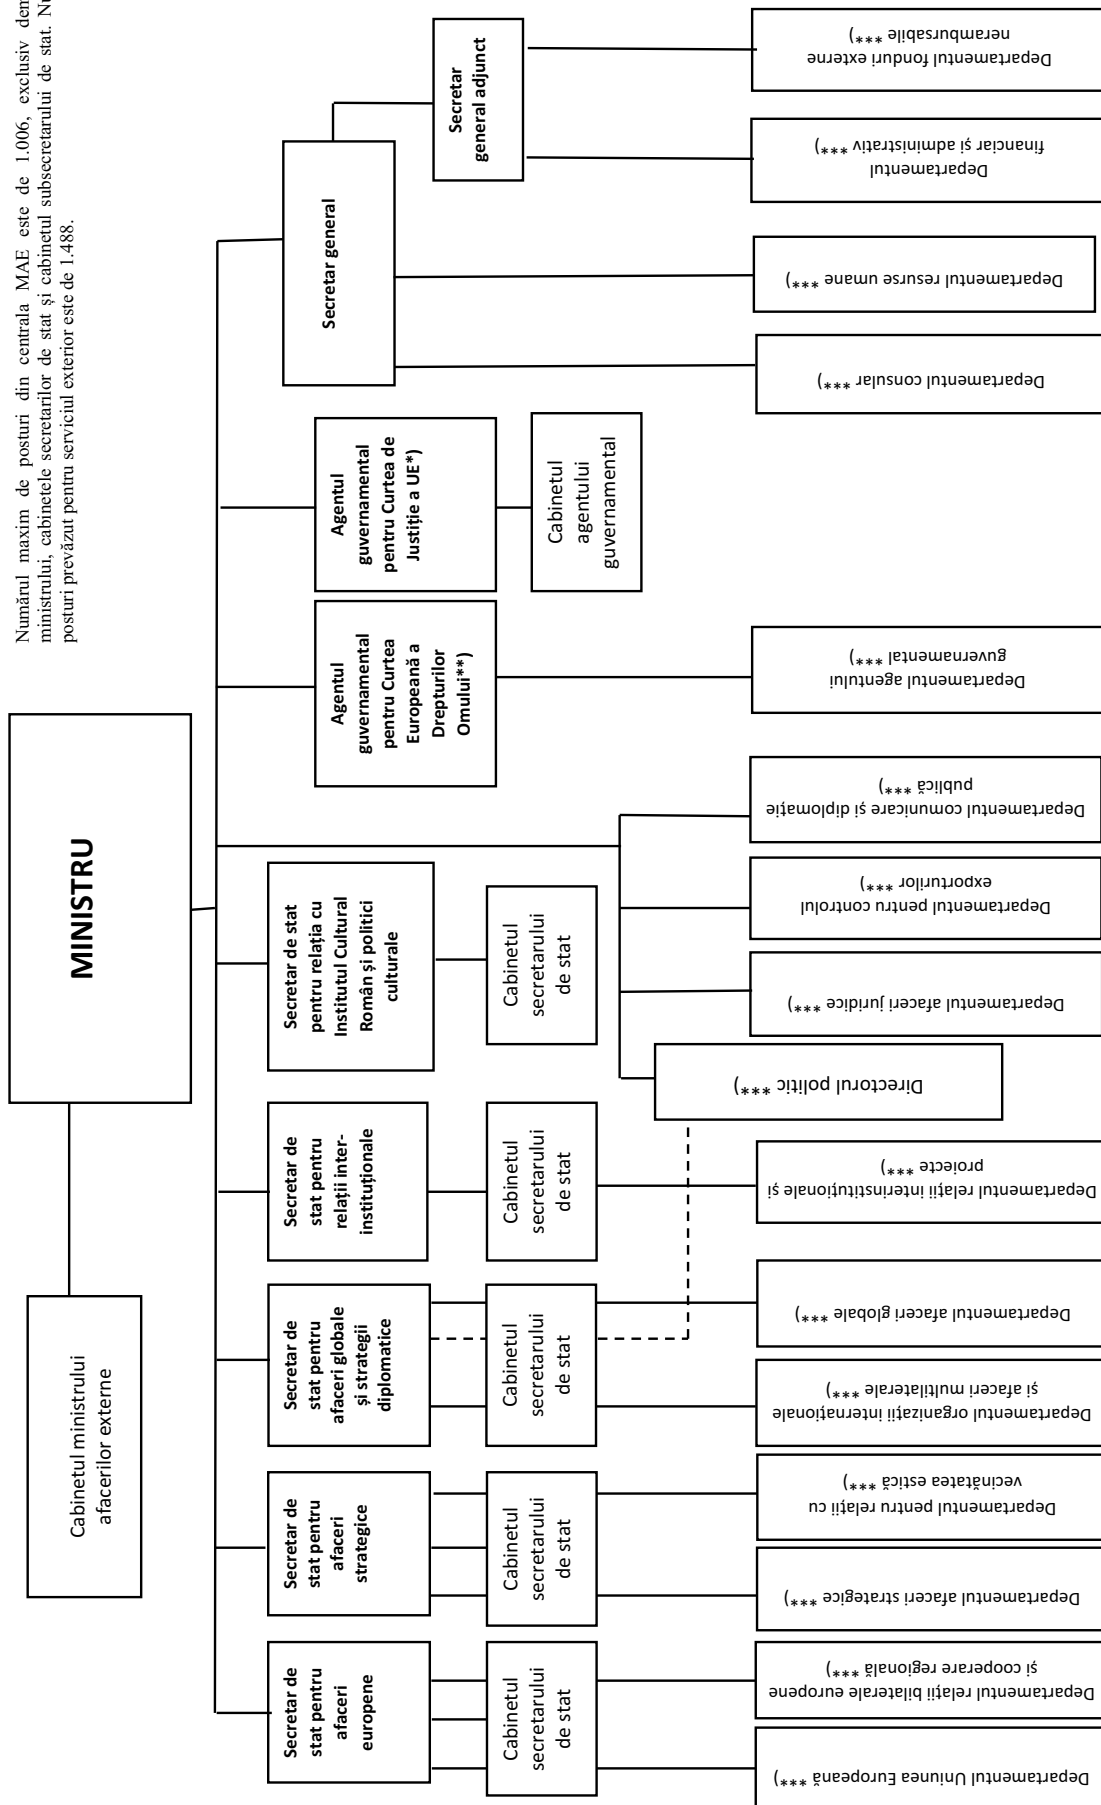 Numărul maxim de posturi din centrala MAE este de 1.006, exclusiv dem
ministrului, cabinetele secretarilor de stat și cabinetul subsecretarului de stat. Nu
posturi prevăzut pentru serviciul exterior este de 1.488.
MINISTRU
Cabinetul ministrului
afacerilor externe
Secretar de
stat pentru
afaceri
europene
Secretar de
stat pentru
afaceri
strategice
Secretar de
stat pentru
afaceri globale
și strategii
diplomatice
Secretar de
stat pentru
relații inter-
instituționale
Secretar de stat
pentru relația cu
Institutul Cultural
Român și politici
culturale
Agentul
guvernamental
pentru Curtea
Europeană a
Drepturilor
Omului**)
Agentul
guvernamental
pentru Curtea de
Justiție a UE*)
Secretar general
Secretar
general adjunct
Cabinetul
secretarului
de stat
Cabinetul
secretarului
de stat
Cabinetul
secretarului
de stat
Cabinetul
secretarului
de stat
Cabinetul
secretarului
de stat
Cabinetul
agentului
guvernamental
Directorul politic ***)
Departamentul Uniunea Europeană ***)
Departamentul relații bilaterale europene
și cooperare regională ***)
Departamentul afaceri strategice ***)
Departamentul pentru relații cu
vecinătatea estică ***)
Departamentul organizații internaționale
și afaceri multilaterale ***)
Departamentul afaceri globale ***)
Departamentul relații interinstituționale și
proiecte ***)
Departamentul afaceri juridice ***)
Departamentul pentru controlul
exporturilor ***)
Departamentul comunicare și diplomație
publică ***)
Departamentul agentului
guvernamental ***)
Departamentul consular ***)
Departamentul resurse umane ***)
Departamentul
financiar și administrativ ***)
Departamentul fonduri externe
nerambursabile ***)